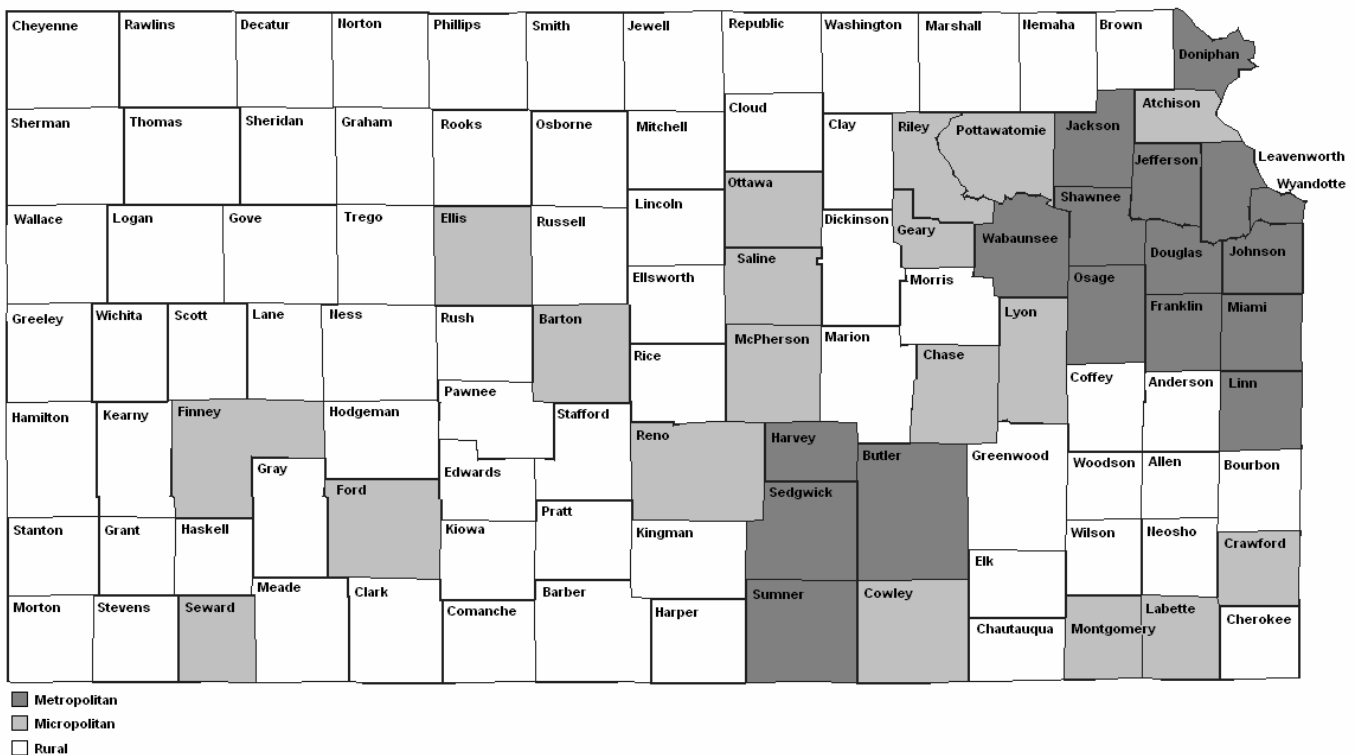 Cheyenne
Rawlins
Decatur
Norton
Phillips
Smith
Jewell
Republic
Washington
Marshall
Nemaha
Brown
Doniphan
Sherman
Thomas
Sheridan
Graham
Rooks
Osborne
Mitchell
Cloud
Clay
Riley
Pottawatomie
Jackson
Atchison
Jefferson
Leavenworth
Wyandotte
Wallace
Logan
Gove
Trego
Ellis
Russell
Lincoln
Ottawa
Dickinson
Geary
Wabaunsee
Shawnee
Douglas
Johnson
Ellsworth
Saline
Morris
Osage
Greeley
Wichita
Scott
Lane
Ness
Rush
Barton
Rice
McPherson
Marion
Chase
Lyon
Franklin
Miami
Coffey
Anderson
Linn
Hamilton
Kearny
Finney
Hodgeman
Pawnee
Stafford
Reno
Harvey
Butler
Greenwood
Woodson
Allen
Bourbon
Gray
Ford
Edwards
Sedgwick
Stanton
Grant
Haskell
Kiowa
Pratt
Kingman
Elk
Wilson
Neosho
Crawford
Morton
Stevens
Seward
Meade
Clark
Comanche
Barber
Harper
Sumner
Cowley
Chautauqua
Montgomery
Labette
Cherokee
Metropolitan
Micropolitan
Rural